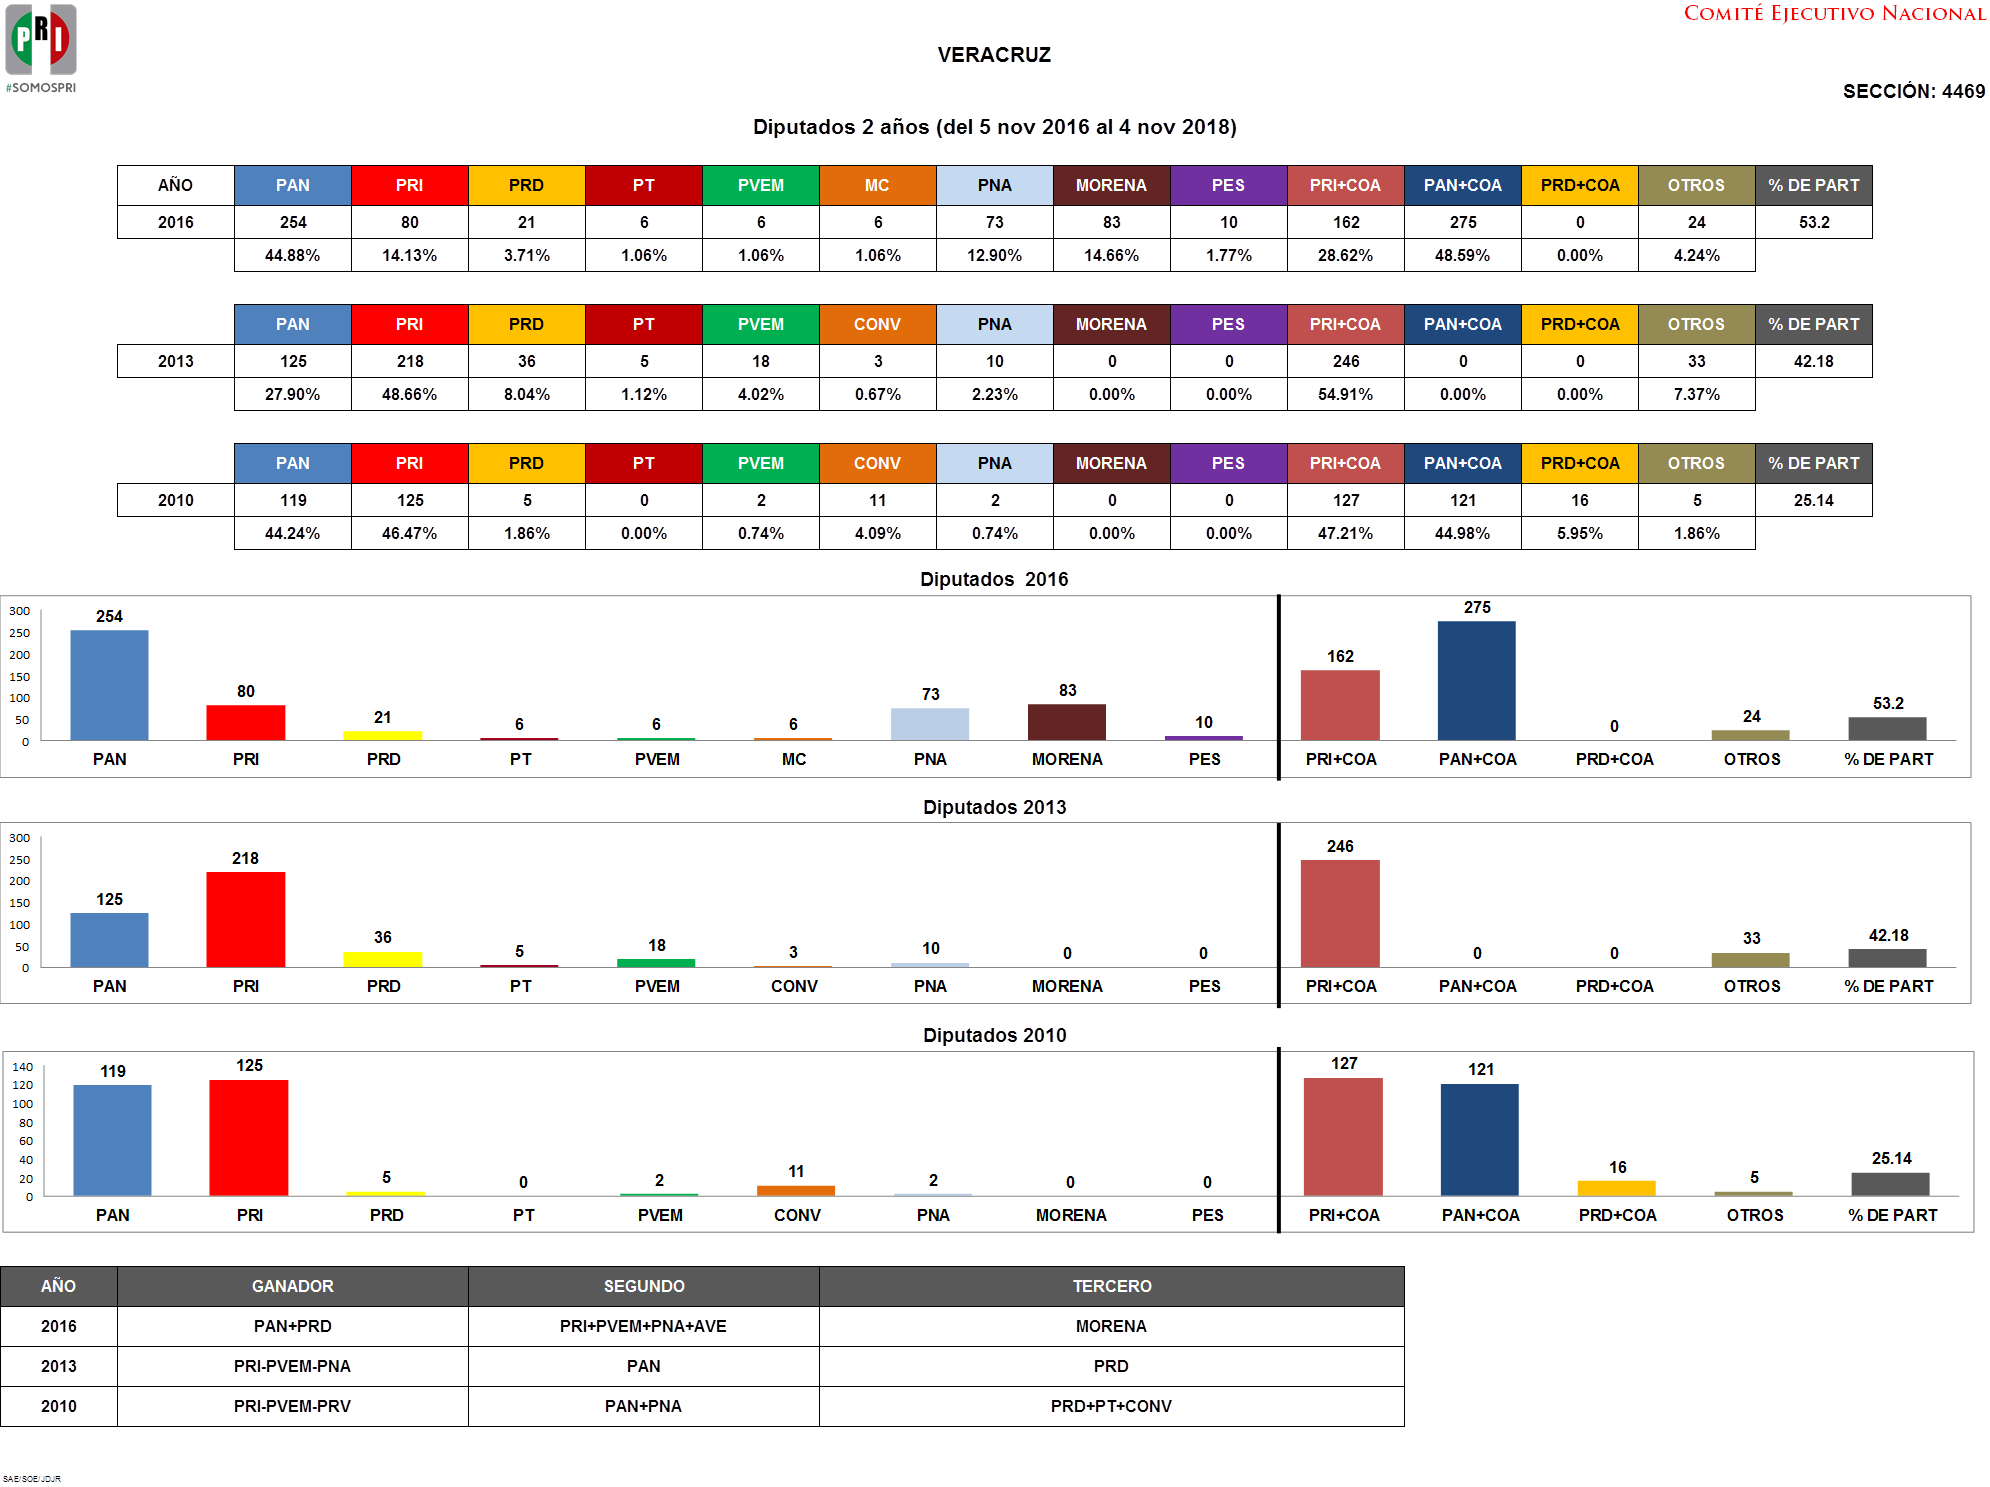 PRI
#SOMOSPRI
COMITÉ EJECUTIVO NACIONAL
VERACRUZ
SECCIÓN: 4469
Diputados 2 años (del 5 nov 2016 al 4 nov 2018)
AÑO PAN PRI PRD PT PVEM MC PNA MORENA PES PRI+COA PAN+COA PRD+COA OTROS % DE PART
2016 254 80 21 6 6 6 73 83 10 162 275 0 24 53.2
44.88% 14.13% 3.71% 1.06% 1.06% 1.06% 12.90% 14.66% 1.77% 28.62% 48.59% 0.00% 4.24%
PAN PRI PRD PT PVEM CONV PNA MORENA PES PRI+COA PAN+COA PRD+COA OTROS % DE PART
2013 125 218 36 5 18 3 10 0 0 246 0 0 33 42.18
27.90% 48.66% 8.04% 1.12% 4.02% 0.67% 2.23% 0.00% 0.00% 54.91% 0.00% 0.00% 7.37%
PAN PRI PRD PT PVEM CONV PNA MORENA PES PRI+COA PAN+COA PRD+COA OTROS % DE PART
2010 119 125 5 0 2 11 2 0 0 127 121 16 5 25.14
44.24% 46.47% 1.86% 0.00% 0.74% 4.09% 0.74% 0.00% 0.00% 47.21% 44.98% 5.95% 1.86%
Diputados 2016
300
250
200
150
100
50
0
254 80 21 6 6 6 73 83 10 162 275 0 24 53.2
PAN PRI PRD PT PVEM MC PNA MORENA PES PRI+COA PAN+COA PRD+COA OTROS % DE PART
Diputados 2013
300
250
200
150
100
50
0
125 218 36 5 18 3 10 0 0 246 0 0 33 42.18
PAN PRI PRD PT PVEM CONV PNA MORENA PES PRI+COA PAN+COA PRD+COA OTROS % DE PART
Diputados 2010
140
120
100
80
60
40
20
0
119 125 5 0 2 11 2 0 0 127 121 16 5 25.14
PAN PRI PRD PT PVEM CONV PNA MORENA PES PRI+COA PAN+COA PRD+COA OTROS % DE PART
AÑO GANADOR SEGUNDO TERCERO
2016 PAN+PRD PRI+PVEM+PNA+AVE MORENA
2013 PRI-PVEM-PNA PAN PRD
2010 PRI-PVEM-PRV PAN+PNA PRD+PT+CONV
SAE/SOE/JDJR